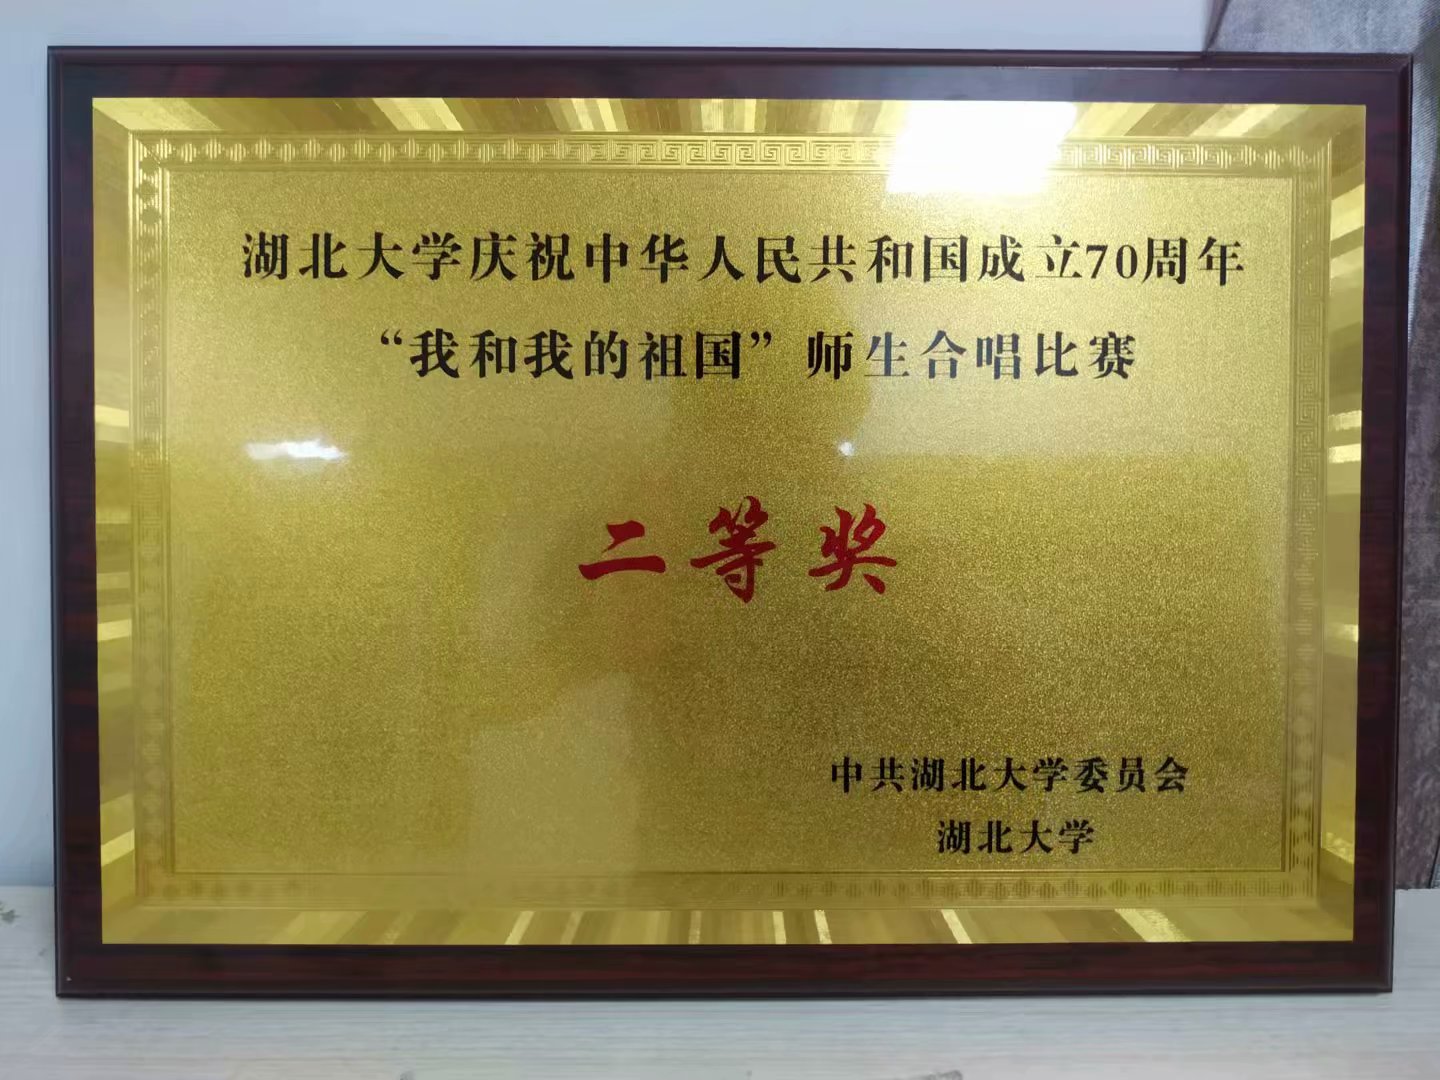 湖北大学庆祝中华人民共和国成立70周年
“我和我的祖国”师生合唱比赛
二等奖
中共湖北大学委员会
湖北大学